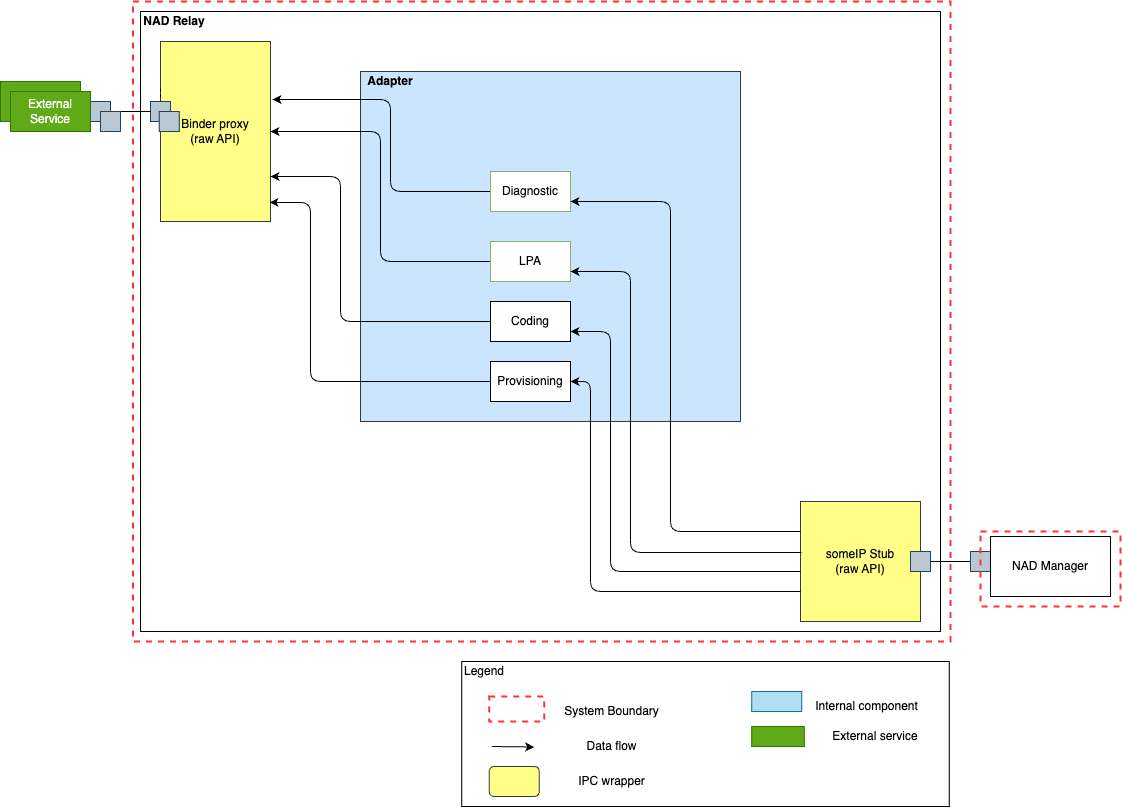 NAD Relay
Adapter
External
Service
Binder proxy
(raw API)
Diagnostic
LPA
Coding
Provisioning
someIP Stub
(raw API)
NAD Manager
Legend
System Boundary
Internal component
Data flow
External service
IPC wrapper